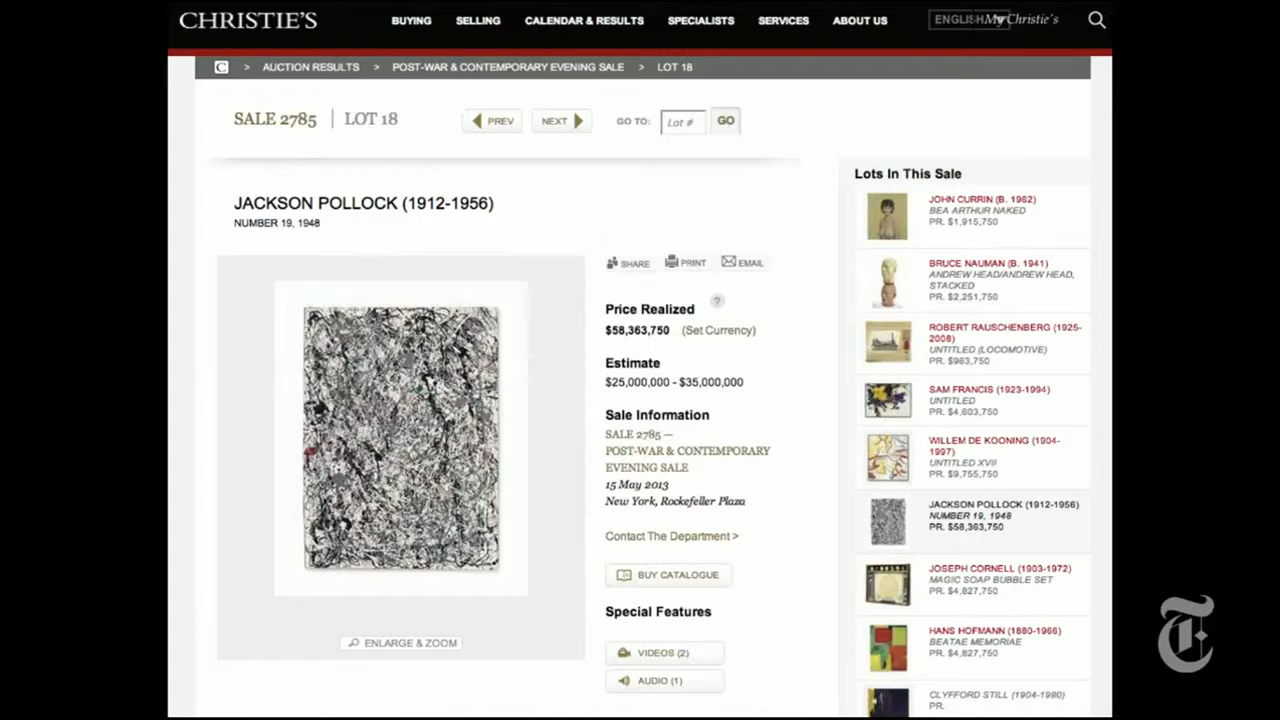 CHRISTIE'S
BUYING
SELLING
CALENDAR & RESULTS
SPECIALISTS
SERVICES
ABOUT US
ENGLISH
My Christie's
C > AUCTION RESULTS > POST-WAR & CONTEMPORARY EVENING SALE > LOT 18
SALE 2785 | LOT 18
PREV
NEXT
GO TO:
Lot #
GO
JACKSON POLLOCK (1912-1956)
NUMBER 19, 1948
ENLARGE & ZOOM
SHARE
PRINT
EMAIL
Price Realized
?
$58,363,750 (Set Currency)
Estimate
$25,000,000 - $35,000,000
Sale Information
SALE 2785 —
POST-WAR & CONTEMPORARY
EVENING SALE
15 May 2013
New York, Rockefeller Plaza
Contact The Department >
BUY CATALOGUE
Special Features
VIDEOS (2)
AUDIO (1)
Lots In This Sale
JOHN CURRIN (B. 1962)
BEA ARTHUR NAKED
PR. $1,915,750
BRUCE NAUMAN (B. 1941)
ANDREW HEAD/ANDREW HEAD,
STACKED
PR. $2,251,750
ROBERT RAUSCHENBERG (1925-
2008)
UNTITLED (LOCOMOTIVE)
PR. $963,750
SAM FRANCIS (1923-1994)
UNTITLED
PR. $4,603,750
WILLEM DE KOONING (1904-
1997)
UNTITLED XVII
PR. $9,755,750
JACKSON POLLOCK (1912-1956)
NUMBER 19, 1948
PR. $58,363,750
JOSEPH CORNELL (1903-1972)
MAGIC SOAP BUBBLE SET
PR. $4,827,750
HANS HOFMANN (1880-1966)
BEATAE MEMORIAE
PR. $4,827,750
CLYFFORD STILL (1904-1980)
PR.
T